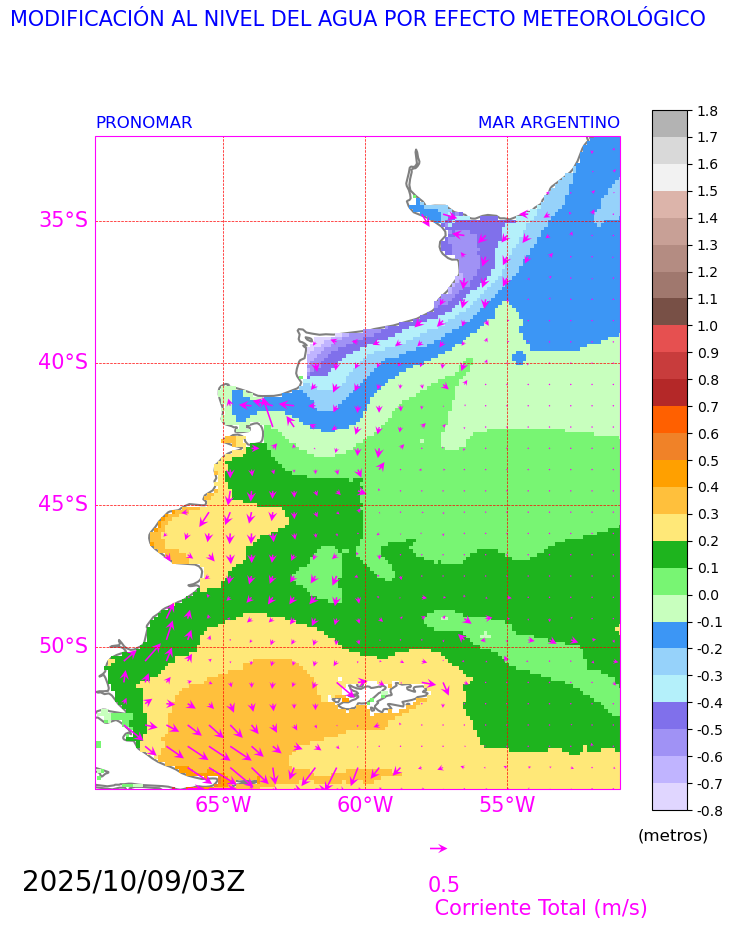 MODIFICACIÓN AL NIVEL DEL AGUA POR EFECTO METEOROLÓGICO
PRONOMAR MAR ARGENTINO
35°S
40°S
45°S
50°S
65°W 60°W 55°W
1.8
1.7
1.6
1.5
1.4
1.3
1.2
1.1
1.0
0.9
0.8
0.7
0.6
0.5
0.4
0.3
0.2
0.1
0.0
-0.1
-0.2
-0.3
-0.4
-0.5
-0.6
-0.7
-0.8
(metros)
2025/10/09/03Z
0.5
Corriente Total (m/s)